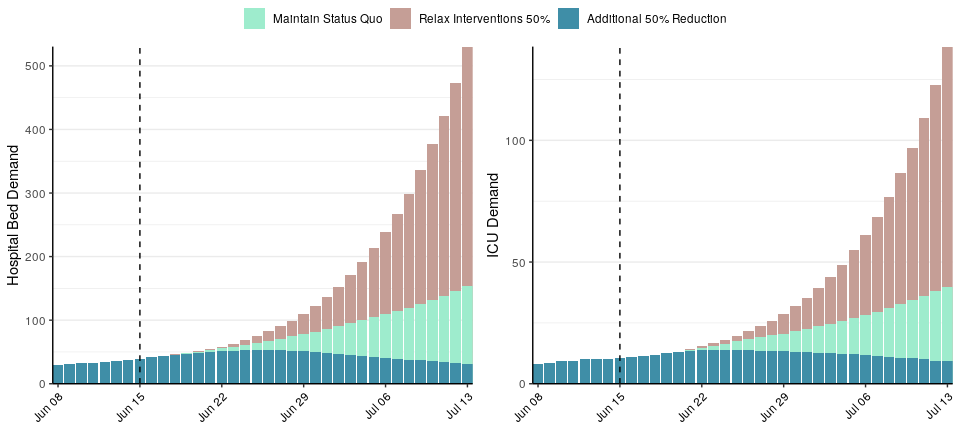 Maintain Status Quo Relax Interventions 50% Additional 50% Reduction
Hospital Bed Demand
500
400
300
200
100
0
Jun 08 Jun 15 Jun 22 Jun 29 Jul 06 Jul 13
ICU Demand
100
50
0
Jun 08 Jun 15 Jun 22 Jun 29 Jul 06 Jul 13